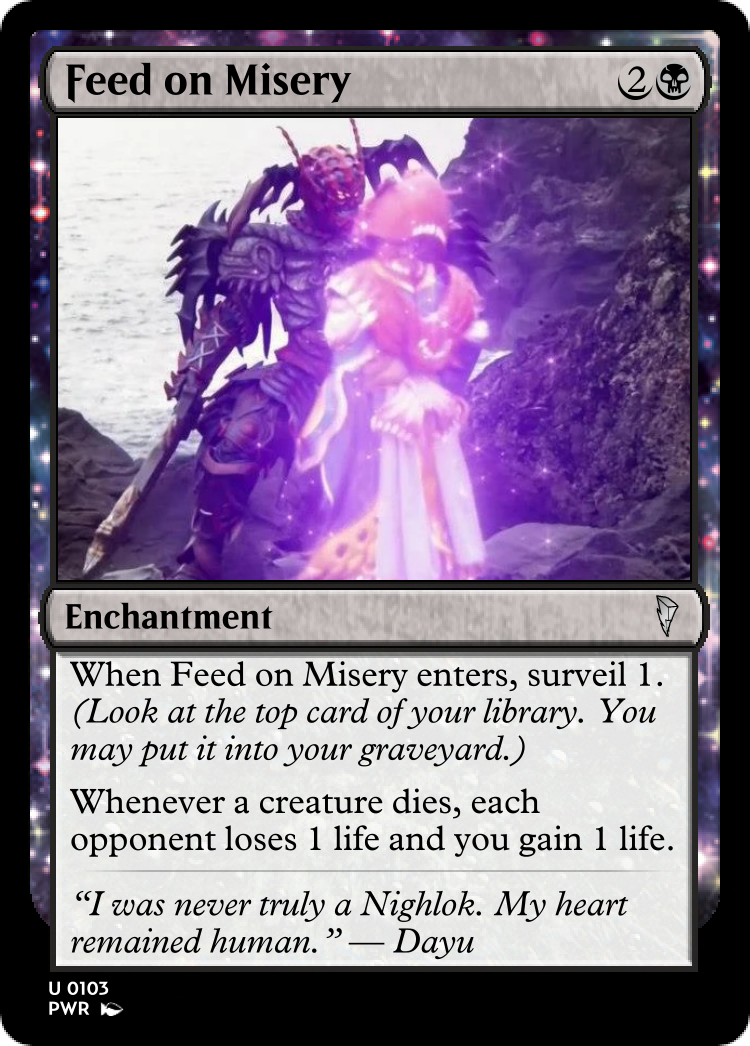 Feed on Misery 2
Enchantment
When Feed on Misery enters, surveil 1.
(Look at the top card of your library. You
may put it into your graveyard.)
Whenever a creature dies, each
opponent loses 1 life and you gain 1 life.
“I was never truly a Nighlok. My heart
remained human.” — Dayu
U 0103
PWR